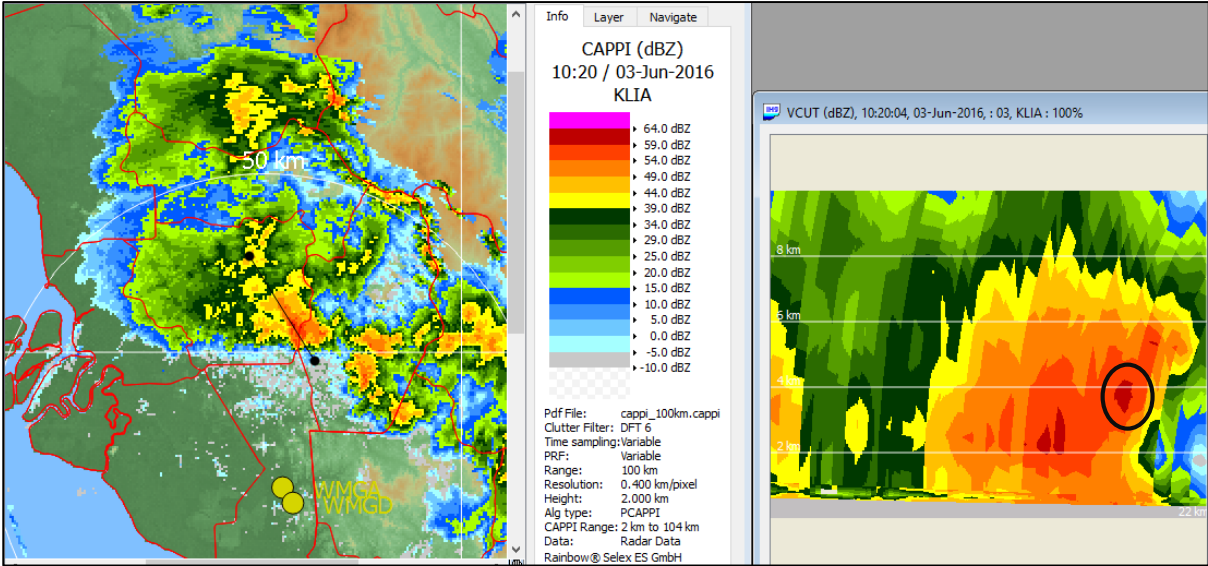 50 km
WMCA
WMGD
Info Layer Navigate
CAPPI (dBZ)
10:20 / 03-Jun-2016
KLIA
64.0 dBZ
59.0 dBZ
54.0 dBZ
49.0 dBZ
44.0 dBZ
39.0 dBZ
34.0 dBZ
29.0 dBZ
25.0 dBZ
20.0 dBZ
15.0 dBZ
10.0 dBZ
5.0 dBZ
0.0 dBZ
-5.0 dBZ
-10.0 dBZ
Pdf File: cappi_100km.cappi
Clutter Filter: DFT 6
Time sampling: Variable
PRF: Variable
Range: 100 km
Resolution: 0.400 km/pixel
Height: 2.000 km
Alg type: PCAPPI
CAPPI Range: 2 km to 104 km
Data: Radar Data
Rainbow® Selex ES GmbH
VCUT (dBZ), 10:20:04, 03-Jun-2016, : 03, KLIA : 100%
8 km
6 km
4 km
2 km
22 km